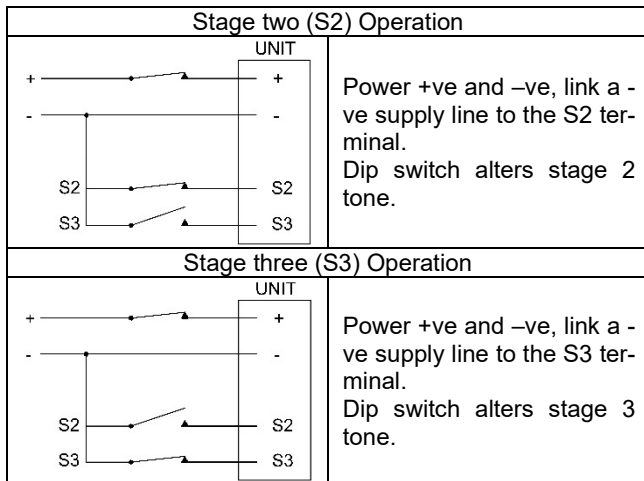 Stage two (S2) Operation
UNIT
+ +
- -
S2 S2
S3 S3
Power +ve and –ve, link a -
ve supply line to the S2 ter-
minal.
Dip switch alters stage 2
tone.
Stage three (S3) Operation
UNIT
+ +
- -
S2 S2
S3 S3
Power +ve and –ve, link a -
ve supply line to the S3 ter-
minal.
Dip switch alters stage 3
tone.